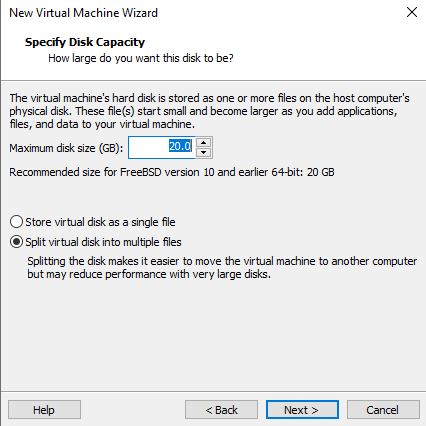 New Virtual Machine Wizard
Specify Disk Capacity
How large do you want this disk to be?
The virtual machine's hard disk is stored as one or more files on the host computer's
physical disk. These file(s) start small and become larger as you add applications,
files, and data to your virtual machine.
Maximum disk size (GB): 20.0
Recommended size for FreeBSD version 10 and earlier 64-bit: 20 GB
Store virtual disk as a single file
Split virtual disk into multiple files
Splitting the disk makes it easier to move the virtual machine to another computer
but may reduce performance with very large disks.
Help < Back Next > Cancel